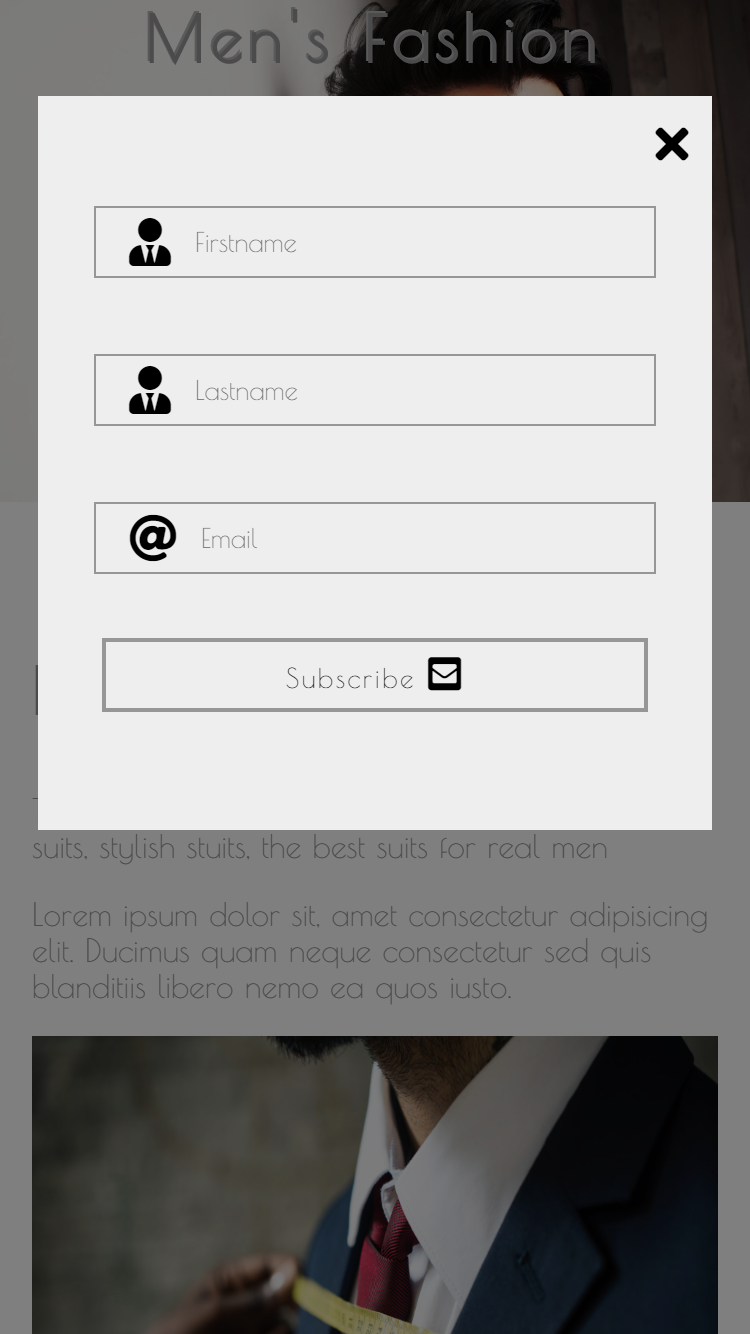 Men's Fashion
Firstname
Lastname
@ Email
Subscribe
suits, stylish stuits, the best suits for real men
Lorem ipsum dolor sit, amet consectetur adipisicing
elit. Ducimus quam neque consectetur sed quis
blanditiis libero nemo ea quos iusto.